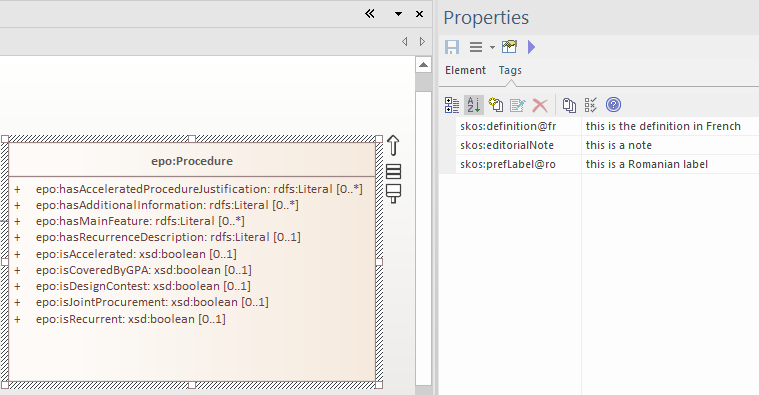 Properties
Element Tags
epo:Procedure
+ epo:hasAcceleratedProcedureJustification: rdfs:Literal [0..*]
+ epo:hasAdditionalInformation: rdfs:Literal [0..*]
+ epo:hasMainFeature: rdfs:Literal [0..*]
+ epo:hasRecurrenceDescription: rdfs:Literal [0..1]
+ epo:isAccelerated: xsd:boolean [0..1]
+ epo:isCoveredByGPA: xsd:boolean [0..1]
+ epo:isDesignContest: xsd:boolean [0..1]
+ epo:isJointProcurement: xsd:boolean [0..1]
+ epo:isRecurrent: xsd:boolean [0..1]
skos:definition@fr this is the definition in French
skos:editorialNote this is a note
skos:prefLabel@ro this is a Romanian label